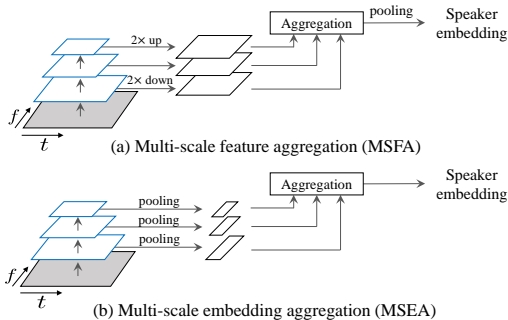 pooling
Speaker
embedding
Aggregation
2× up
2× down
f
t
(a) Multi-scale feature aggregation (MSFA)
Speaker
embedding
Aggregation
pooling
pooling
pooling
f
t
(b) Multi-scale embedding aggregation (MSEA)